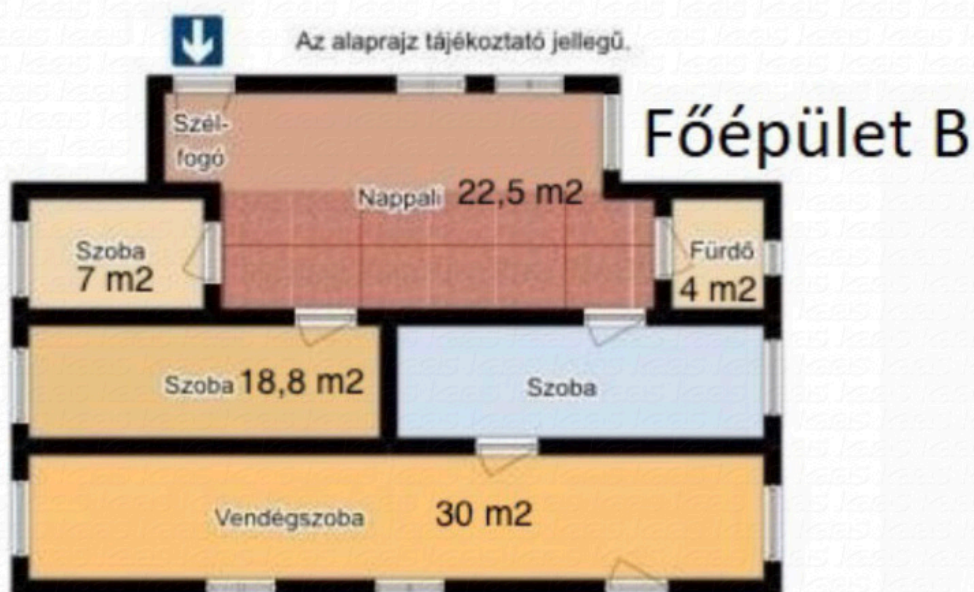 Az alaprajz tájékoztató jellegű.
Főépület B
Szél-
fogó
Nappali 22,5 m2
Szoba
7 m2
Fürdő
4 m2
Szoba 18,8 m2
Szoba
Vendégszoba 30 m2